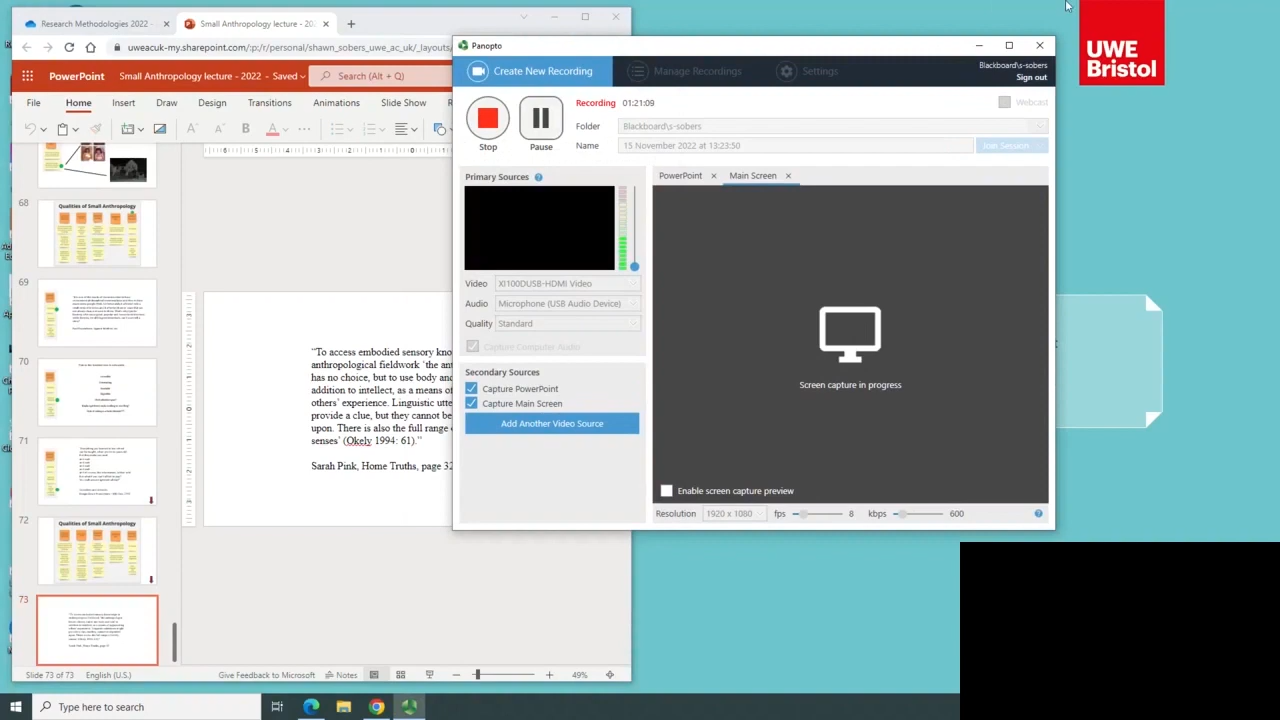 Research Methodologies 2022 -
Small Anthropology lecture - 202
uweacuk-my.sharepoint.com/:p:/r/personal/shawn_sobers_uwe_ac_uk/_layouts/
PowerPoint
Small Anthropology lecture - 2022 - Saved
Search (Alt + Q)
File
Home
Insert
Draw
Design
Transitions
Animations
Slide Show
68
Qualities of Small Anthropology
69
70
71
72
Qualities of Small Anthropology
73
"To access embodied sensory kno
anthropological fieldwork 'the ant
has no choice, but to use body and
addition to intellect, as a means of
others' experience. Linguistic utte
provide a clue, but they cannot be
upon. There is also the full range
senses' (Okely 1994: 61)."
Sarah Pink, Home Truths, page 32
Slide 73 of 73
English (U.S.)
Give Feedback to Microsoft
Notes
49%
Panopto
Create New Recording
Manage Recordings
Settings
Blackboard\s-sobers
Sign out
Stop
Pause
Recording 01:21:09
Webcast
Folder
Blackboard\s-sobers
Name
15 November 2022 at 13:23:50
Join Session
Primary Sources
Video
XI100DUSB-HDMI Video
Audio
Microphone (USB Audio Device)
Quality
Standard
Capture Computer Audio
Secondary Sources
Capture PowerPoint
Capture Main Screen
Add Another Video Source
PowerPoint
Main Screen
Screen capture in progress
Enable screen capture preview
Resolution
1920 x 1080
fps
8
kbps
600
UWE
Bristol
Type here to search